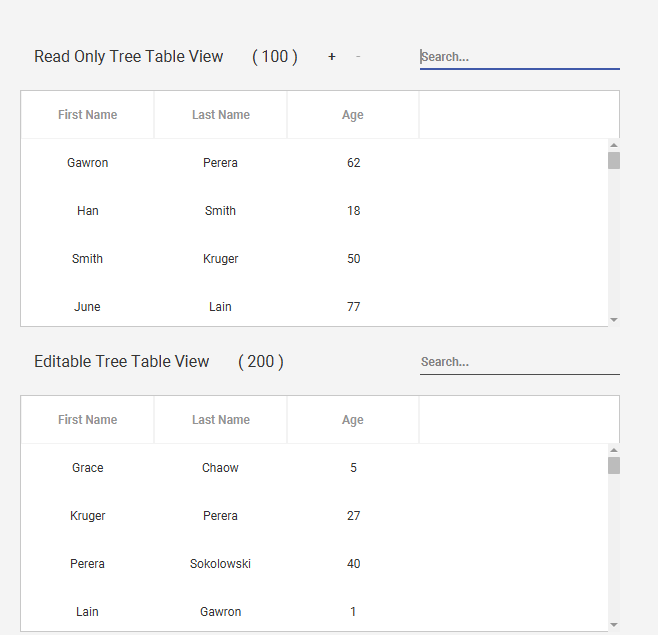 Read Only Tree Table View ( 100 ) + - Search...
First Name Last Name Age
Gawron Perera 62
Han Smith 18
Smith Kruger 50
June Lain 77
Editable Tree Table View ( 200 ) Search...
First Name Last Name Age
Grace Chaow 5
Kruger Perera 27
Perera Sokolowski 40
Lain Gawron 1